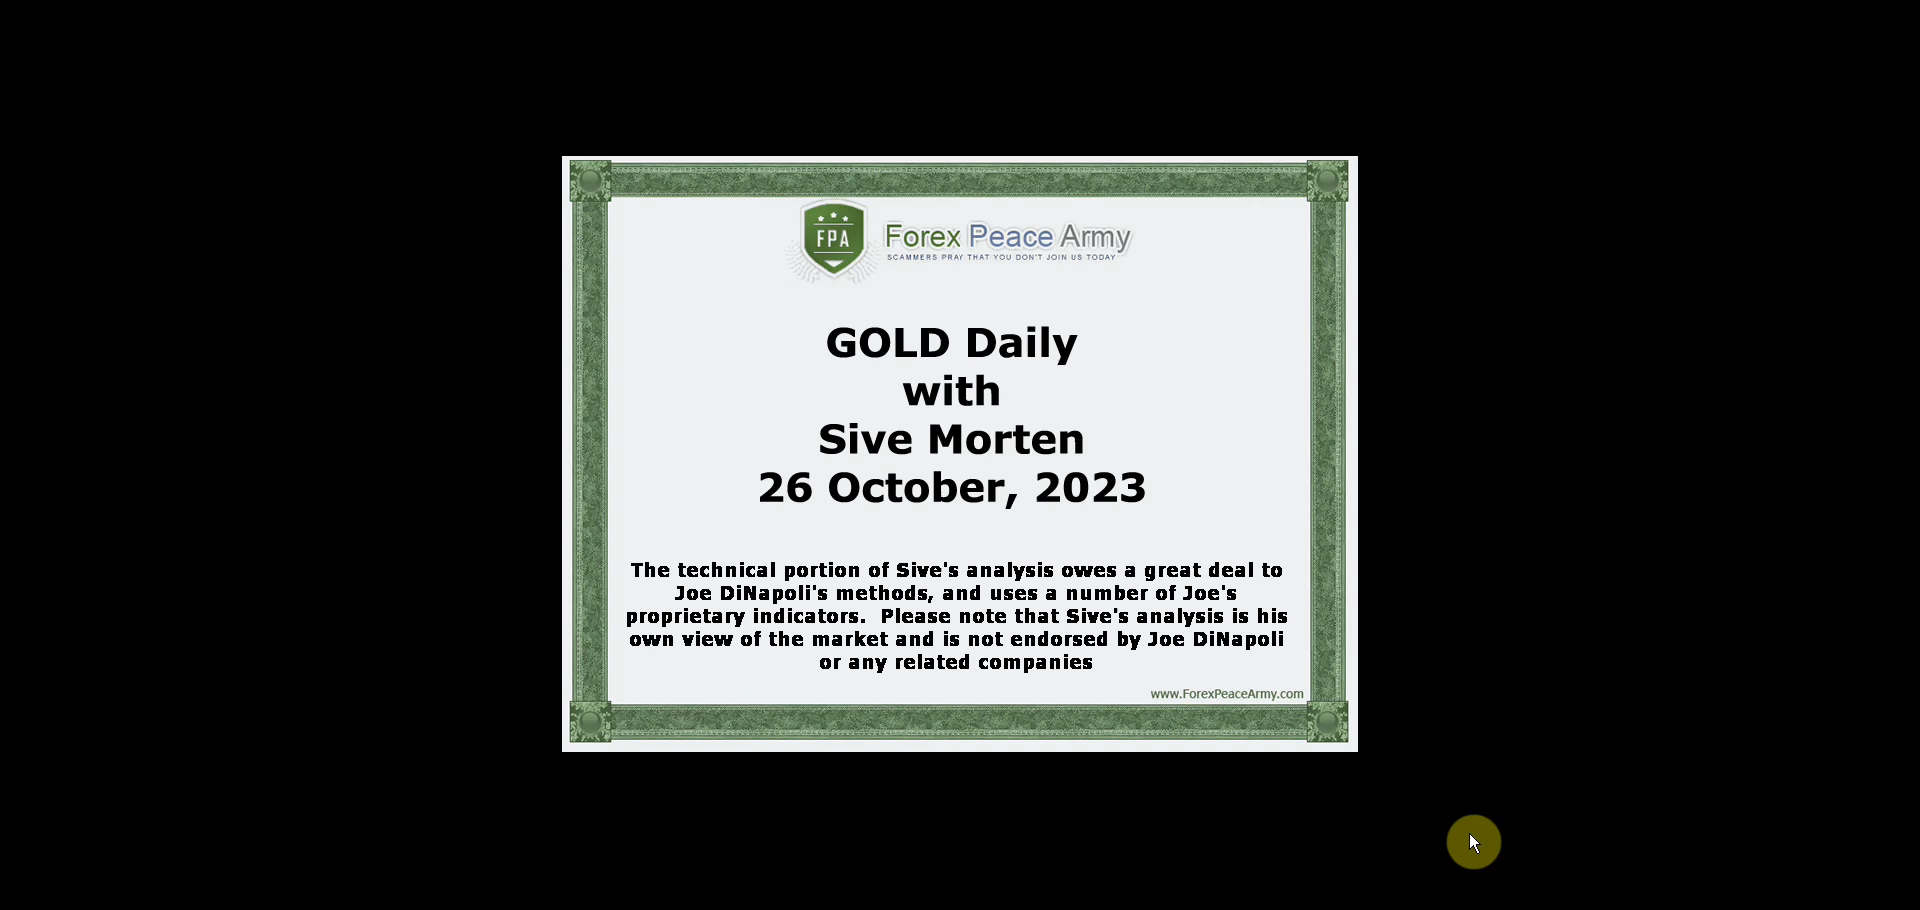 FPA
Forex Peace Army
SCAMMERS PRAY THAT YOU DON'T JOIN US TODAY
GOLD Daily
with
Sive Morten
26 October, 2023
The technical portion of Sive's analysis owes a great deal to
Joe DiNapoli's methods, and uses a number of Joe's
proprietary indicators.  Please note that Sive's analysis is his
own view of the market and is not endorsed by Joe DiNapoli
or any related companies
www.ForexPeaceArmy.com